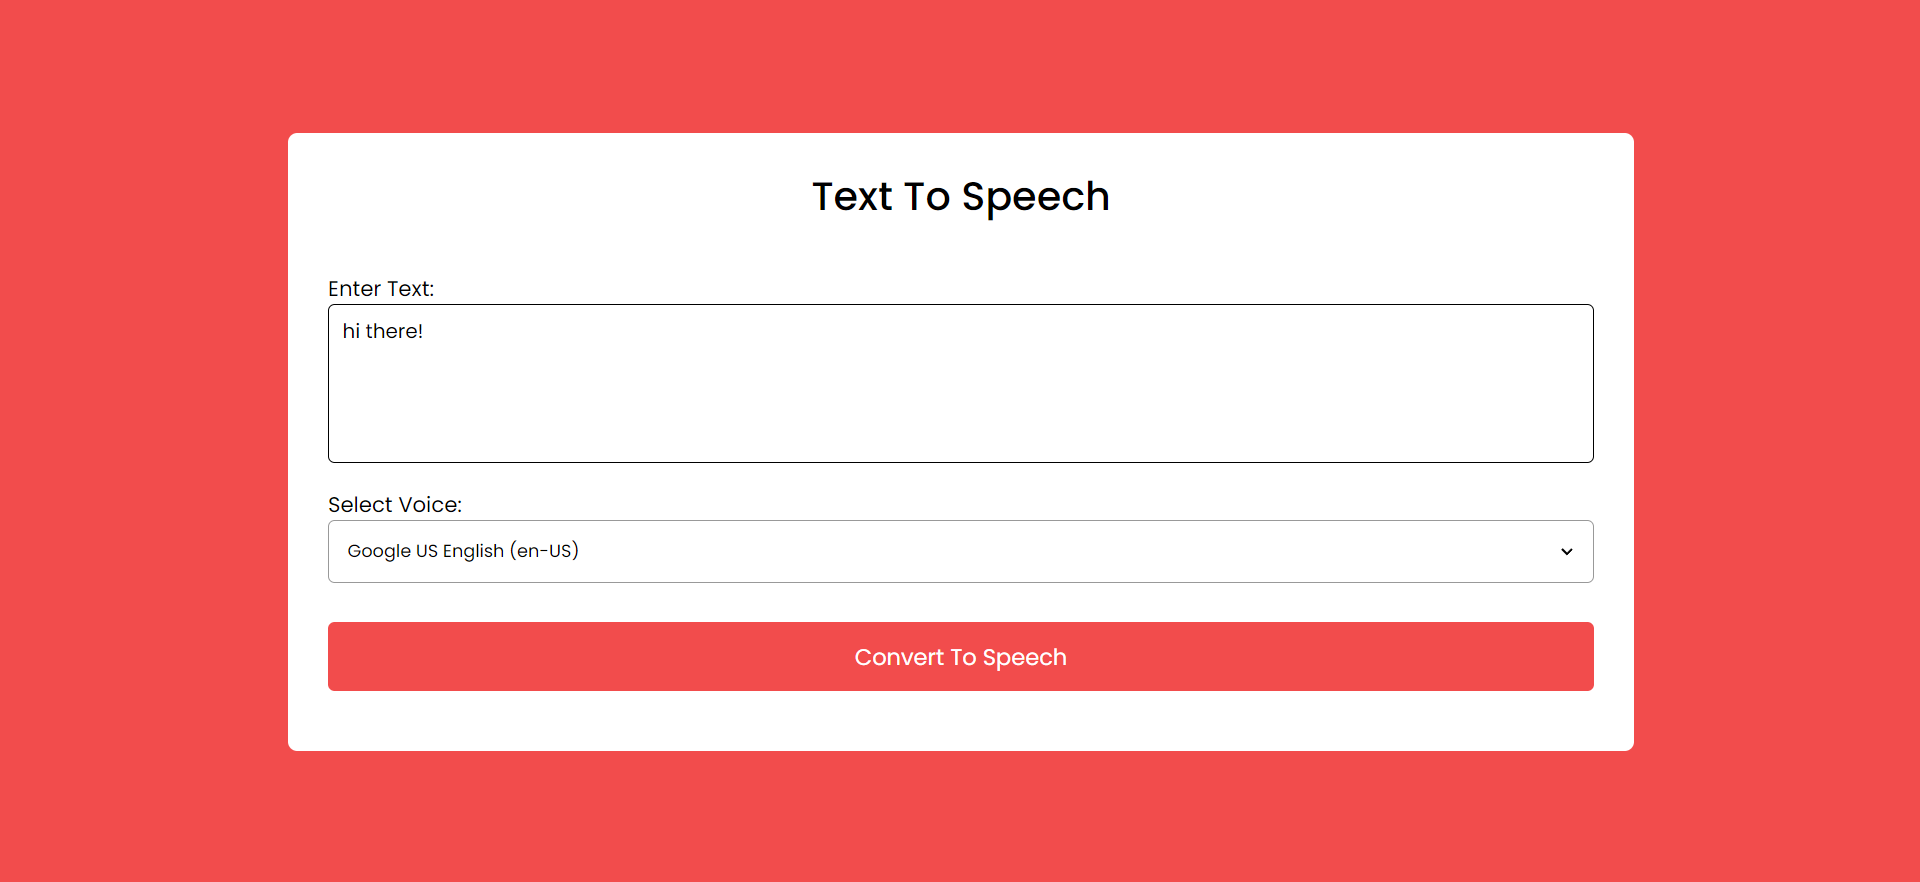 Text To Speech
Enter Text:
hi there!
Select Voice:
Google US English (en-US)
Convert To Speech